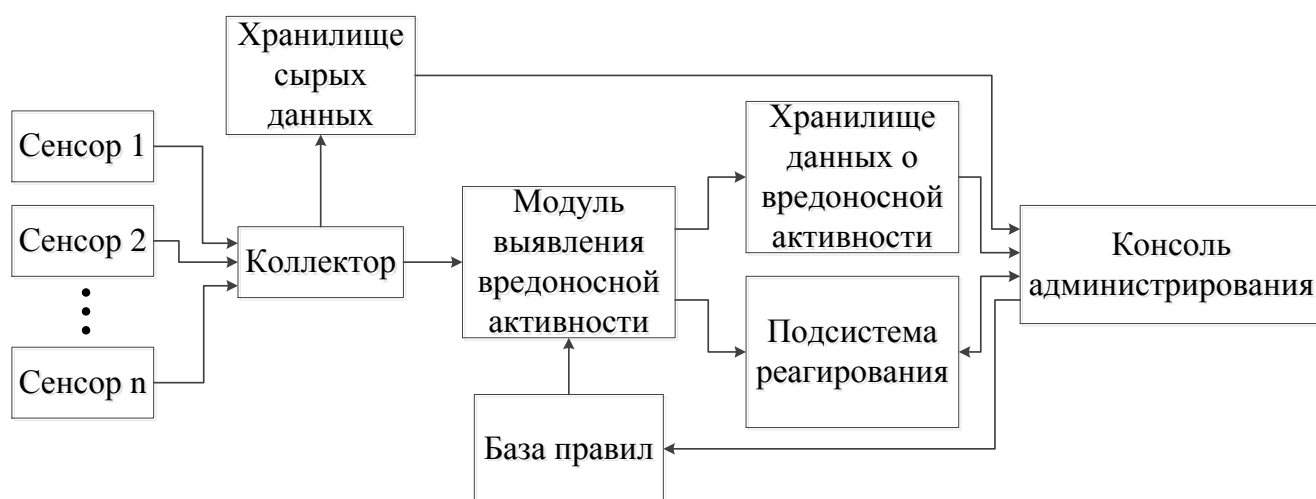 Хранилище
сырых
данных
Сенсор 1
Сенсор 2
Сенсор n
Коллектор
Модуль
выявления
вредоносной
активности
База правил
Хранилище
данных о
вредоносной
активности
Подсистема
реагирования
Консоль
администрирования